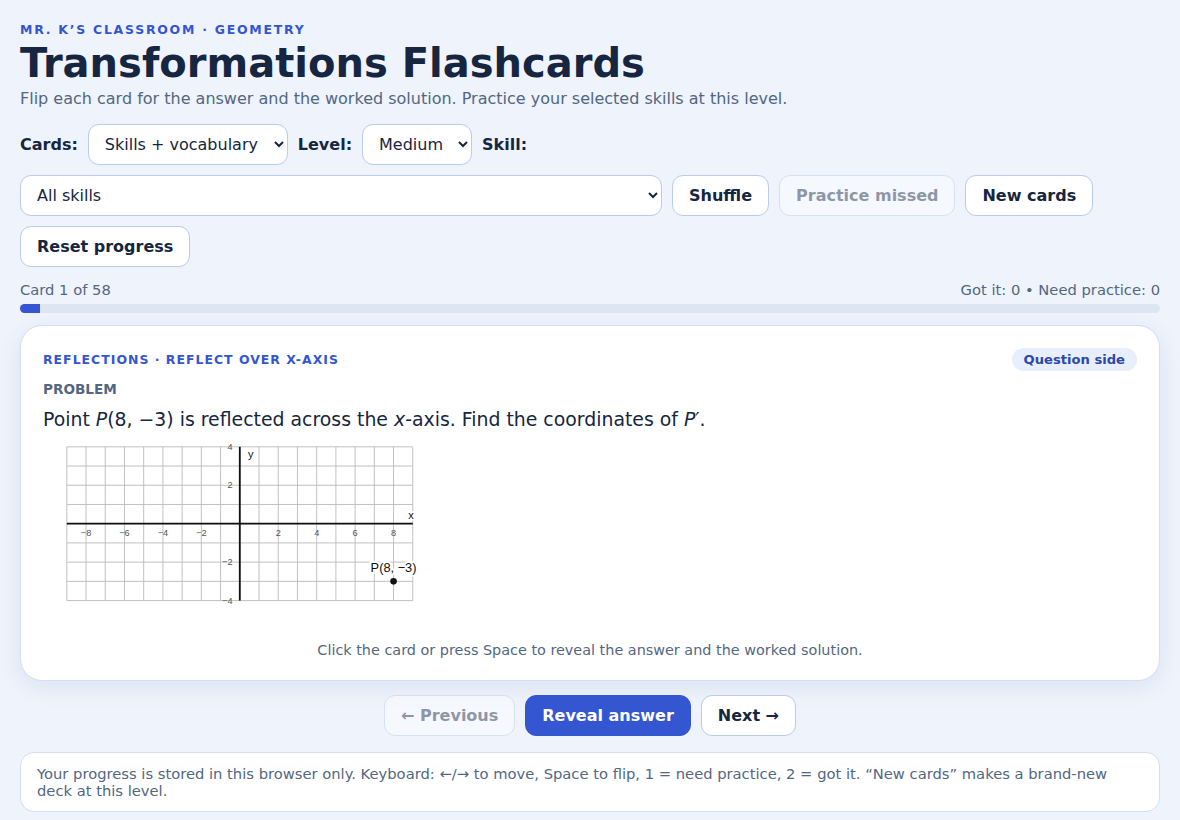 MR. K’S CLASSROOM · GEOMETRY
Transformations Flashcards
Flip each card for the answer and the worked solution. Practice your selected skills at this level.
Cards: Skills + vocabulary Level: Medium Skill:
All skills Shuffle Practice missed New cards
Reset progress
Card 1 of 58 Got it: 0 • Need practice: 0
REFLECTIONS · REFLECT OVER X-AXIS Question side
PROBLEM
Point P(8, −3) is reflected across the x-axis. Find the coordinates of P′.
4
y
2
x
−8 −6 −4 −2 2 4 6 8
−2
P(8, −3)
−4
Click the card or press Space to reveal the answer and the worked solution.
← Previous Reveal answer Next →
Your progress is stored in this browser only. Keyboard: ←/→ to move, Space to flip, 1 = need practice, 2 = got it. “New cards” makes a brand-new
deck at this level.